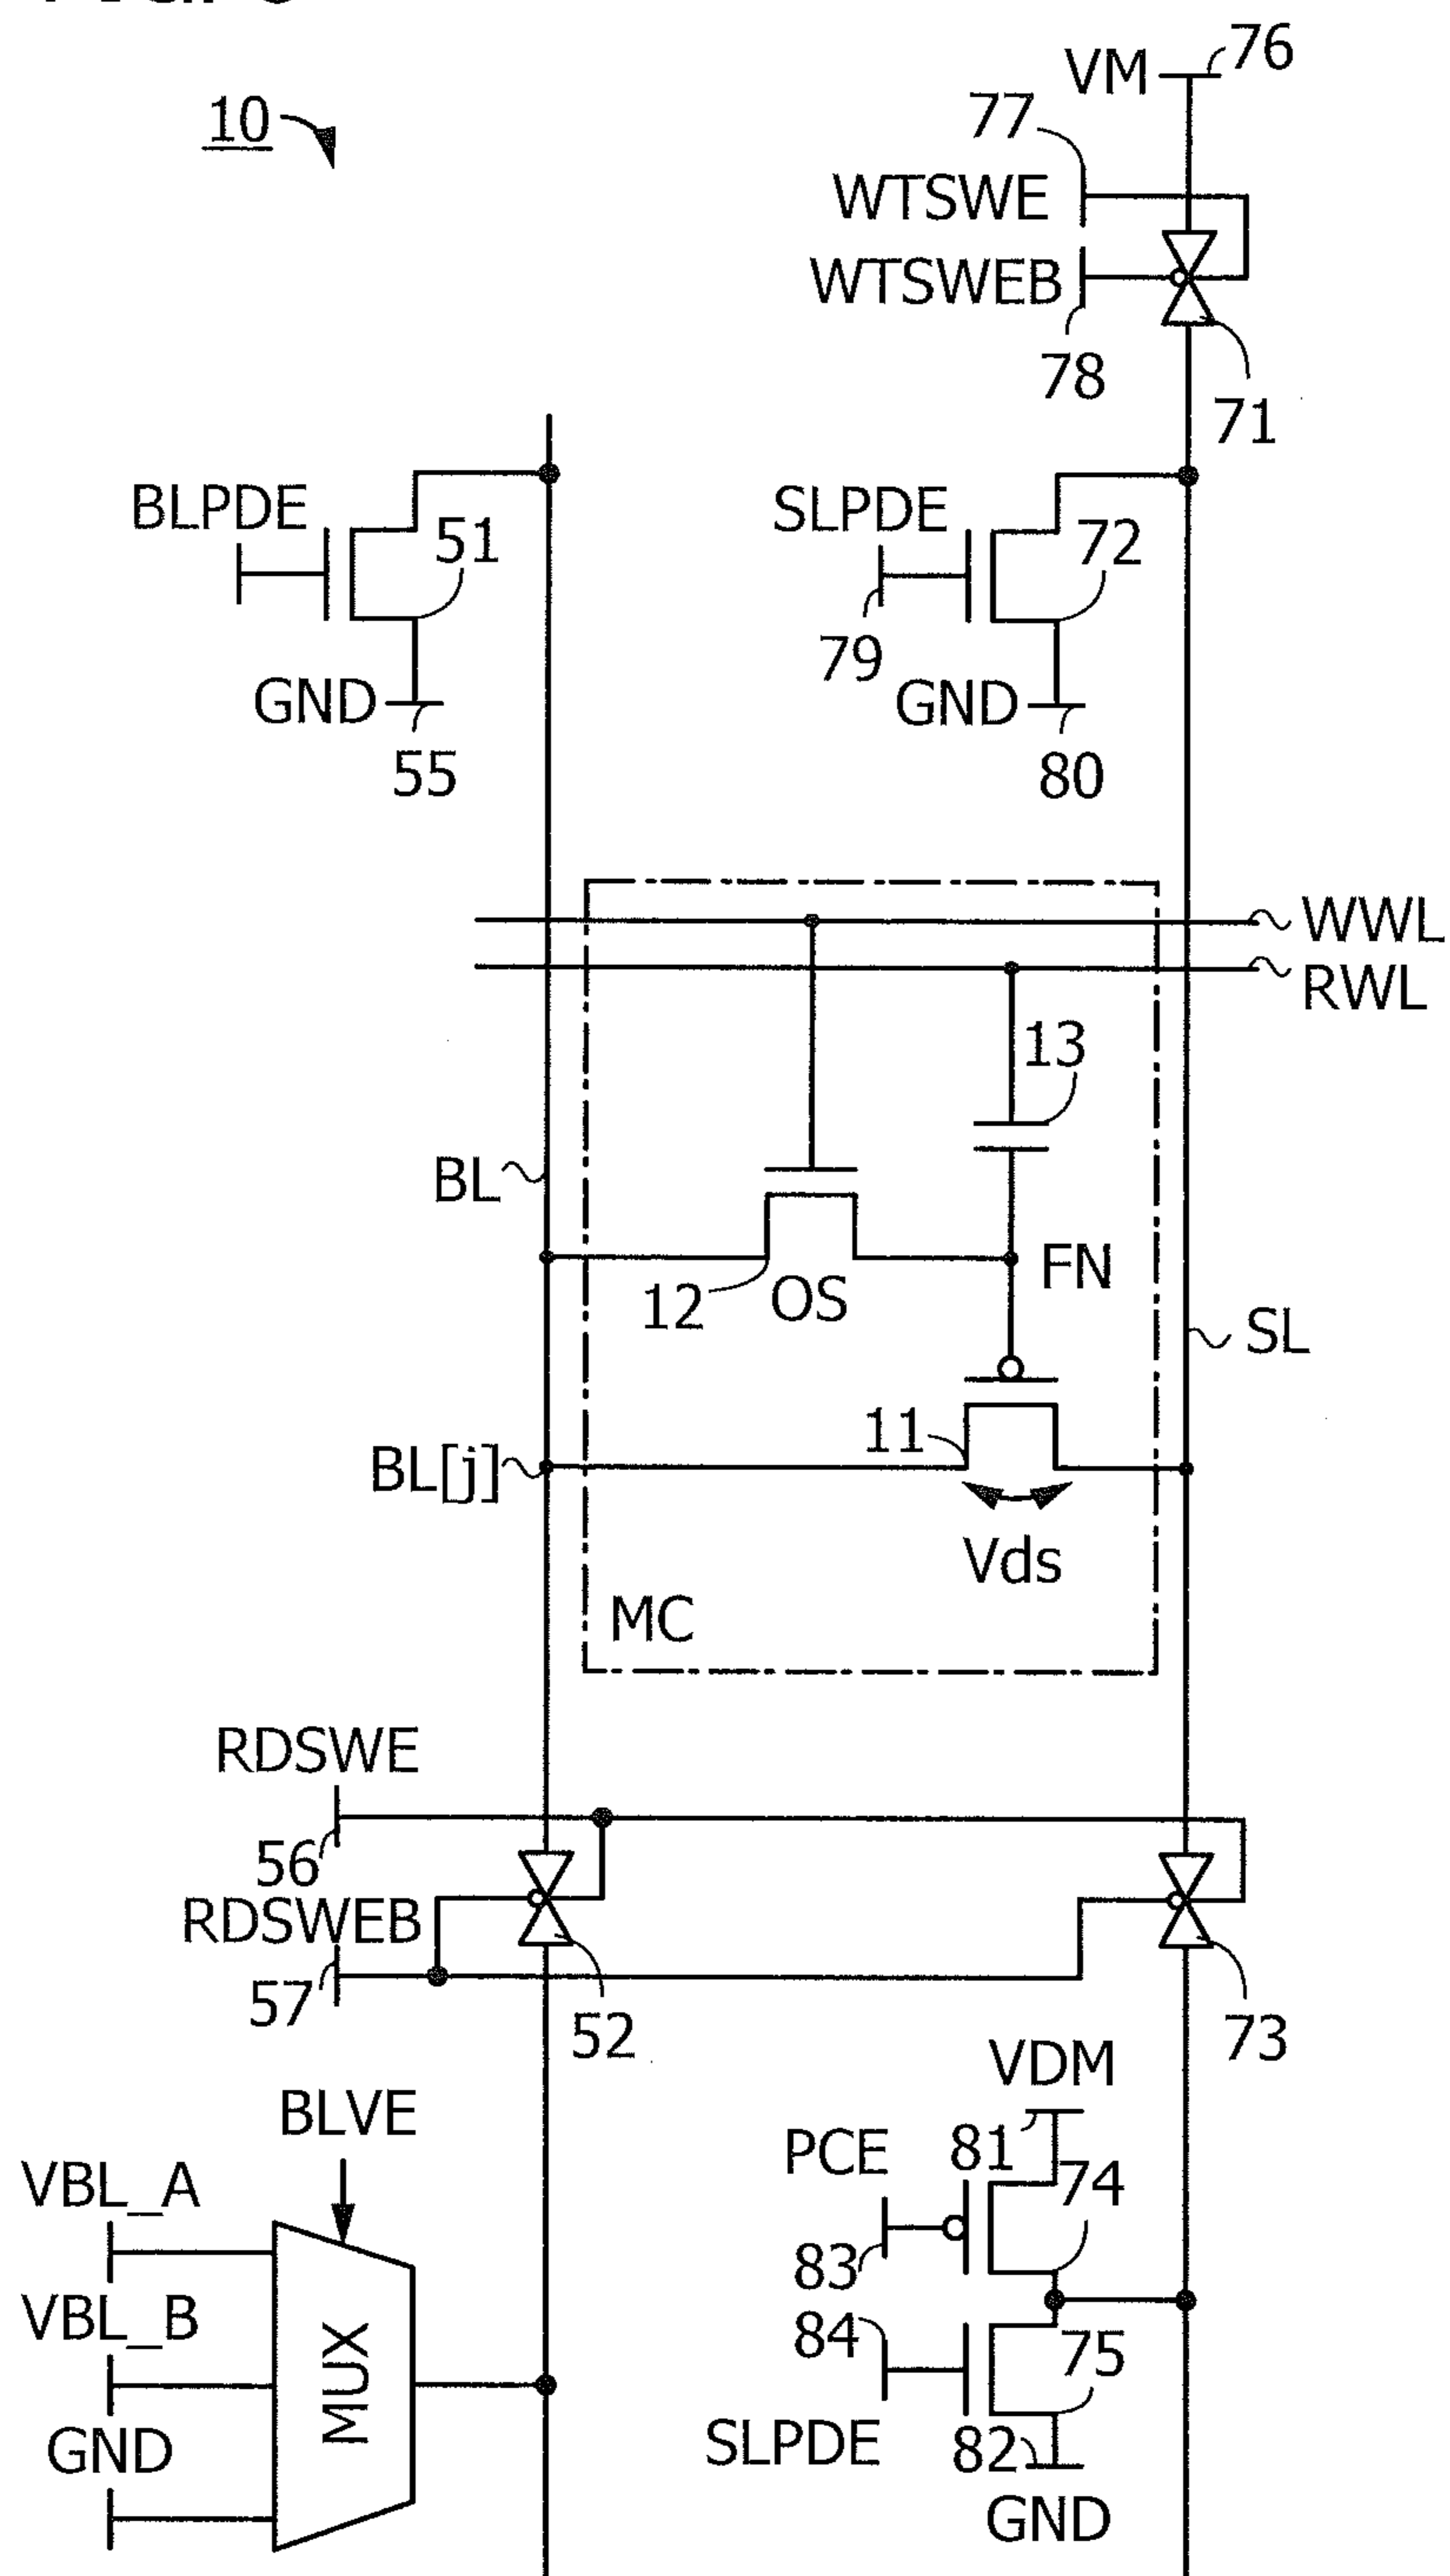 VM 76
10
77
WTSWE
WTSWEB
78
71
BLPDE
51
SLPDE
72
79
GND
55
GND
80
WWL
RWL
13
BL
12
OS
FN
SL
11
BL[j]
Vds
MC
RDSWE
56
RDSWEB
57
52
73
VDM
BLVE
PCE
81
74
VBL_A
83
VBL_B
84
75
MUX
GND
SLPDE
82
GND